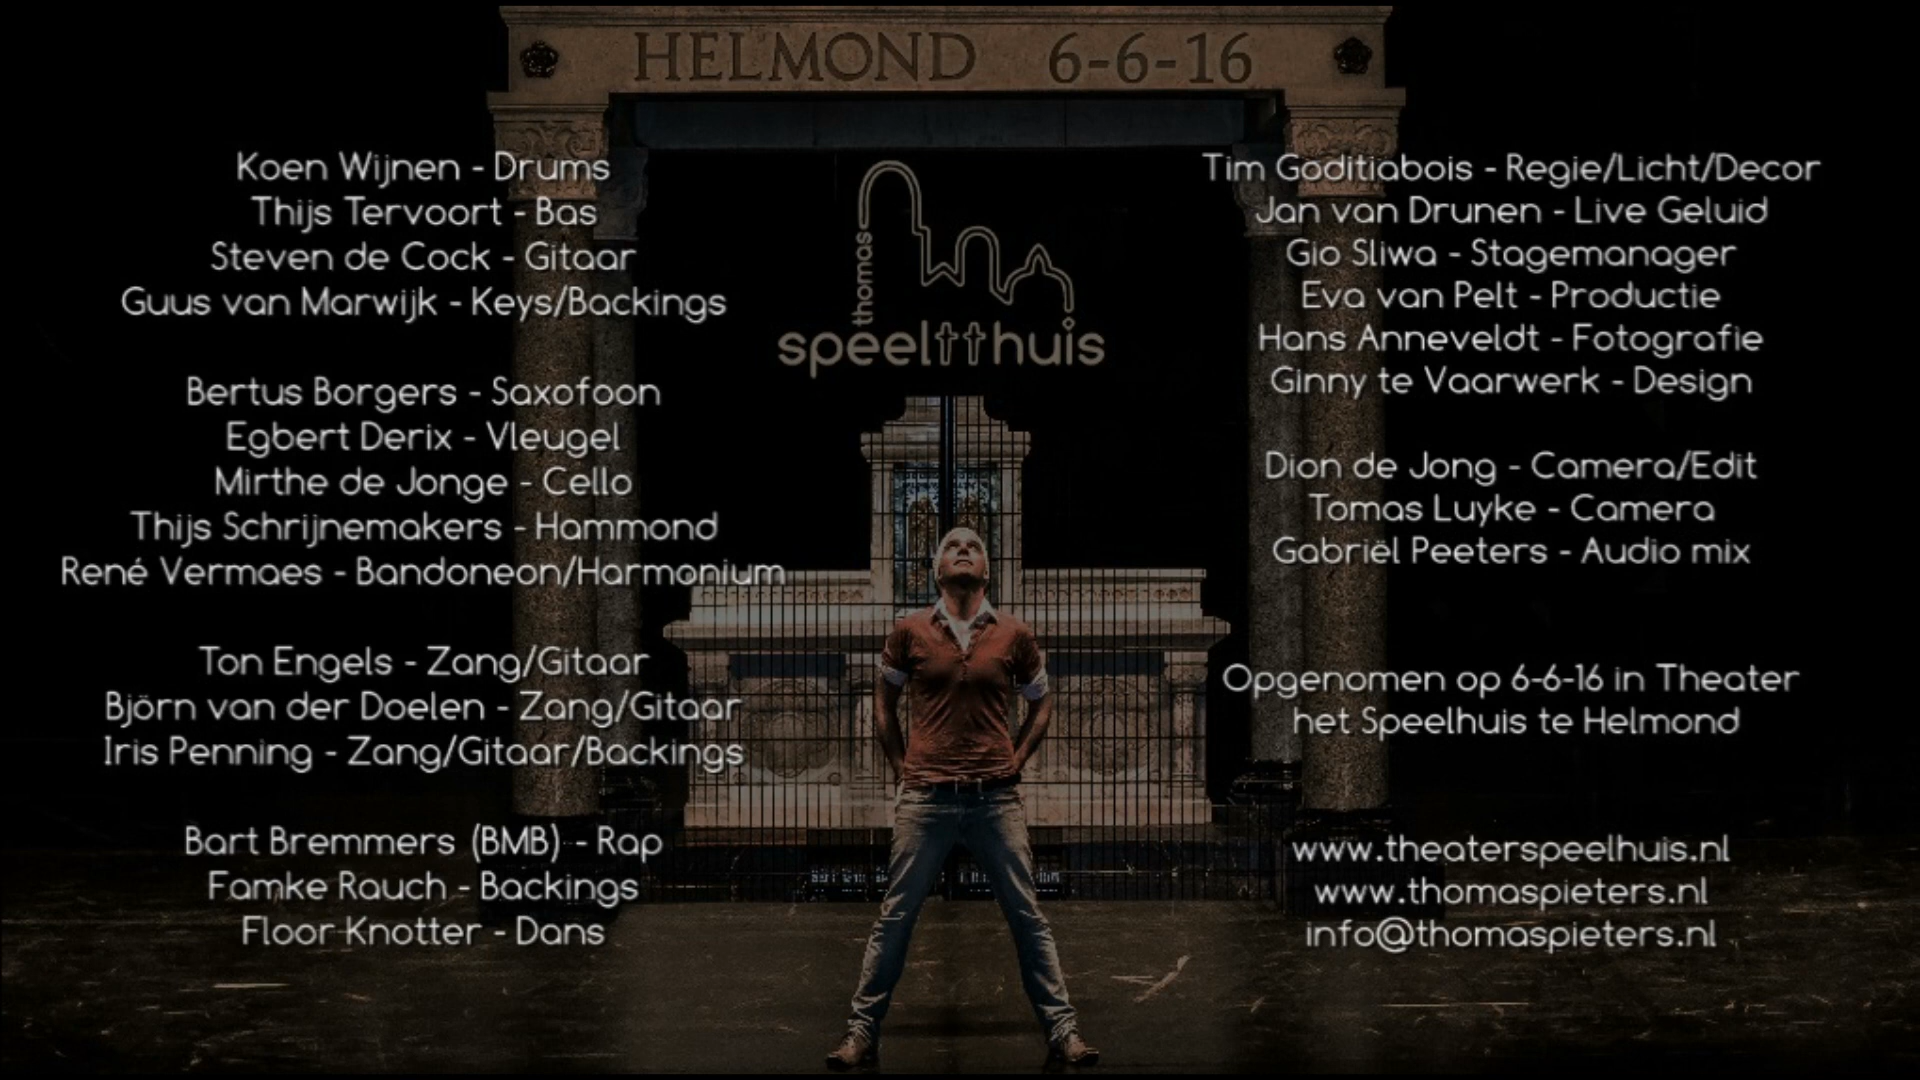 HELMOND 6-6-16
Koen Wijnen - Drums
Thijs Tervoort - Bas
Steven de Cock - Gitaar
Guus van Marwijk - Keys/Backings
Bertus Borgers - Saxofoon
Egbert Derix - Vleugel
Mirthe de Jonge - Cello
Thijs Schrijnemakers - Hammond
René Vermaes - Bandoneon/Harmonium
Ton Engels - Zang/Gitaar
Björn van der Doelen - Zang/Gitaar
Iris Penning - Zang/Gitaar/Backings
Bart Bremmers (BMB) - Rap
Famke Rauch - Backings
Floor Knotter - Dans
thomas
speeltthuis
Tim Goditiabois - Regie/Licht/Decor
Jan van Drunen - Live Geluid
Gio Sliwa - Stagemanager
Eva van Pelt - Productie
Hans Anneveldt - Fotografie
Ginny te Vaarwerk - Design
Dion de Jong - Camera/Edit
Tomas Luyke - Camera
Gabriël Peeters - Audio mix
Opgenomen op 6-6-16 in Theater
het Speelhuis te Helmond
www.theaterspeelhuis.nl
www.thomaspieters.nl
info@thomaspieters.nl